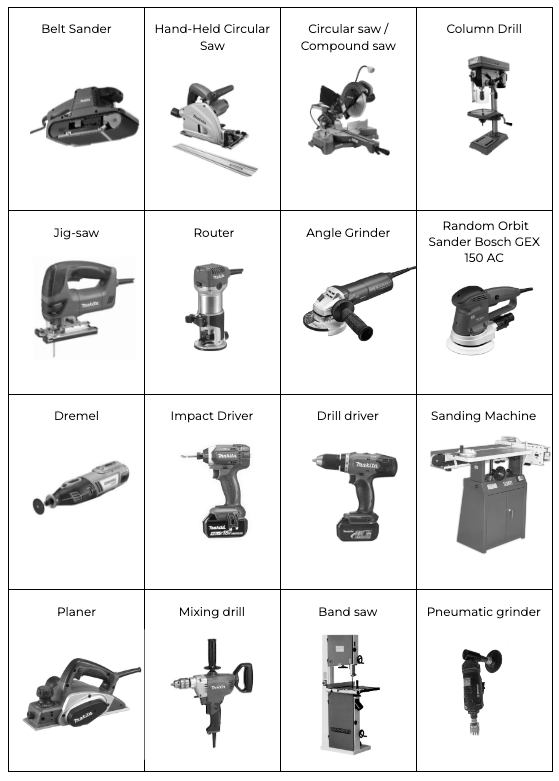 Belt Sander
Hand-Held Circular
Saw
Circular saw /
Compound saw
Column Drill
Jig-saw
Router
Angle Grinder
Random Orbit
Sander Bosch GEX
150 AC
Dremel
Impact Driver
Drill driver
Sanding Machine
Planer
Mixing drill
Band saw
Pneumatic grinder